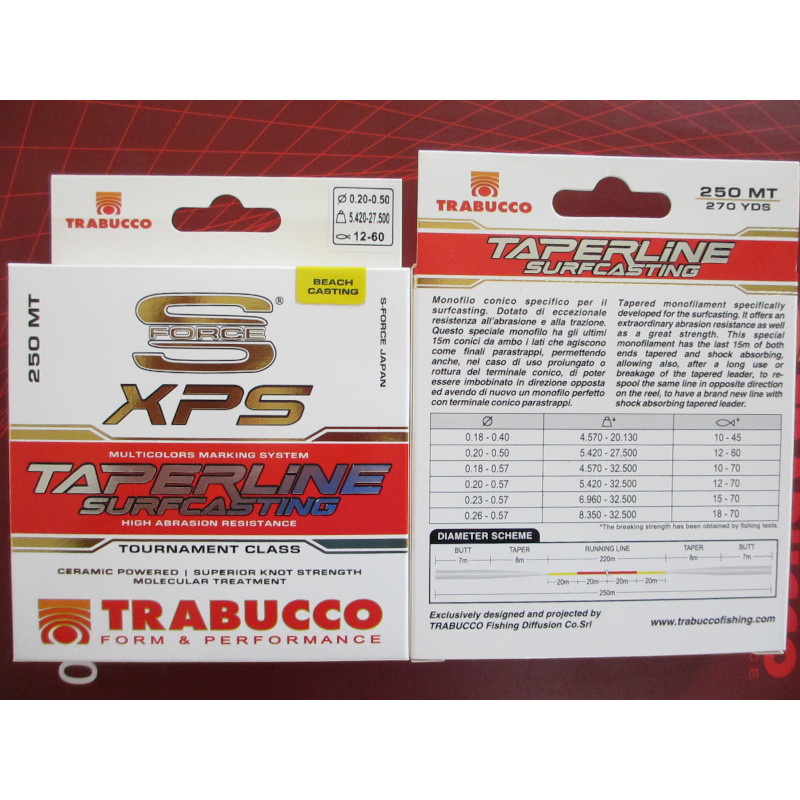 TRABUCCO
Ø 0.20-0.50
5.420-27.500
12-60
BEACH
CASTING
250 MT
S-FORCE JAPAN
S
FORCE
®
XPS
MULTICOLORS MARKING SYSTEM
TAPERLINE
SURFCASTING
HIGH ABRASION RESISTANCE
TOURNAMENT CLASS
CERAMIC POWERED | SUPERIOR KNOT STRENGTH
MOLECULAR TREATMENT
TRABUCCO
FORM & PERFORMANCE
TRABUCCO
250 MT
270 YDS
TAPERLINE
SURFCASTING
Monofilo conico specifico per il
surfcasting. Dotato di eccezionale
resistenza all'abrasione e alla trazione.
Questo speciale monofilo ha gli ultimi
15m conici da ambo i lati che agiscono
come finali parastrappi, permettendo
anche, nel caso di uso prolungato o
rottura del terminale conico, di poter
essere imbobinato in direzione opposta
ed avendo di nuovo un monofilo perfetto
con terminale conico parastrappi.
Tapered monofilament specifically
developed for the surfcasting. It offers an
extraordinary abrasion resistance as well
as a great strength. This special
monofilament has the last 15m of both
ends tapered and shock absorbing,
allowing also, after a long use or
breakage of the tapered leader, to re-
spool the same line in opposite direction
on the reel, to have a brand new line with
shock absorbing tapered leader.
Ø * *
0.18 - 0.40 4.570 - 20.130 10 - 45
0.20 - 0.50 5.420 - 27.500 12 - 60
0.18 - 0.57 4.570 - 32.500 10 - 70
0.20 - 0.57 5.420 - 32.500 12 - 70
0.23 - 0.57 6.960 - 32.500 15 - 70
0.26 - 0.57 8.350 - 32.500 18 - 70
*The breaking strength has been obtained by fishing tests.
DIAMETER SCHEME
BUTT TAPER RUNNING LINE TAPER BUTT
7m 8m 220m 8m 7m
20m 20m 20m 20m
250m
Exclusively designed and projected by
TRABUCCO Fishing Diffusion Co.Srl
www.trabuccofishing.com